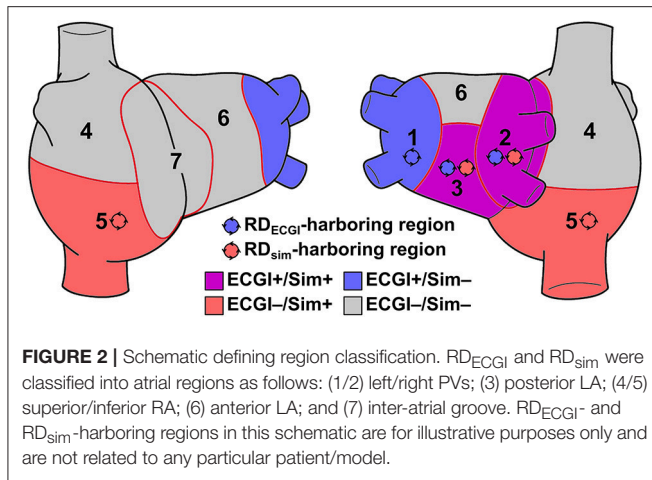 4
6
7
5
1
6
2
3
4
5
RDECGI-harboring region
RDsim-harboring region
ECGI+/Sim+ ECGI+/Sim–
ECGI–/Sim+ ECGI–/Sim–
FIGURE 2 | Schematic defining region classification. RDECGI and RDsim were
classified into atrial regions as follows: (1/2) left/right PVs; (3) posterior LA; (4/5)
superior/inferior RA; (6) anterior LA; and (7) inter-atrial groove. RDECGI- and
RDsim-harboring regions in this schematic are for illustrative purposes only and
are not related to any particular patient/model.